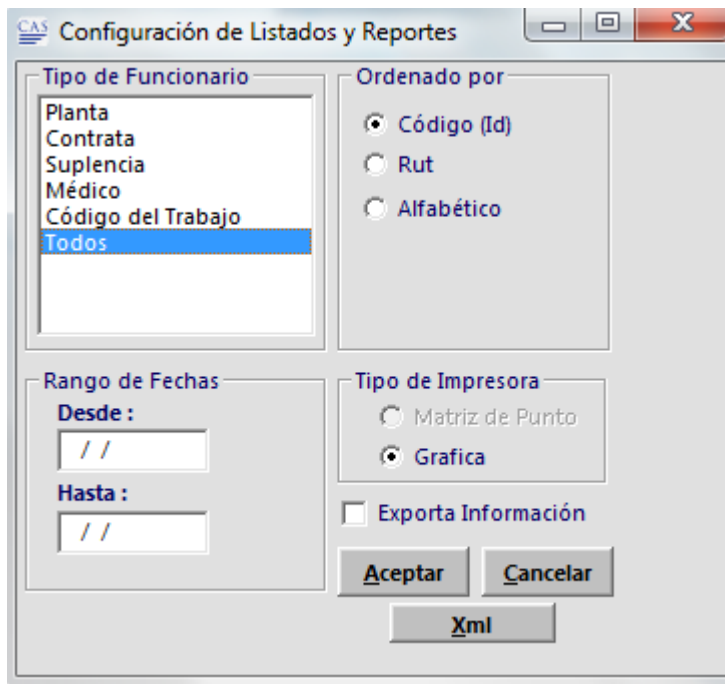 CAS Configuración de Listados y Reportes
Tipo de Funcionario
Planta
Contrata
Suplencia
Médico
Código del Trabajo
Todos
Ordenado por
Código (Id)
Rut
Alfabético
Rango de Fechas
Desde :
/ /
Hasta :
/ /
Tipo de Impresora
Matriz de Punto
Grafica
Exporta Información
Aceptar
Cancelar
Xml